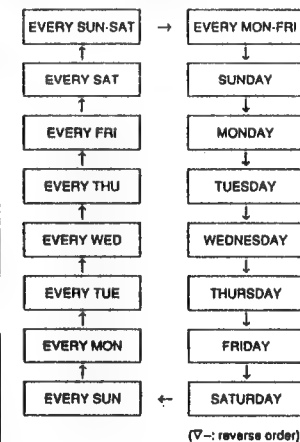 EVERY SUN-SAT → EVERY MON-FRI
↑ ↓
EVERY SAT SUNDAY
↑ ↓
EVERY FRI MONDAY
↑ ↓
EVERY THU TUESDAY
↑ ↓
EVERY WED WEDNESDAY
↑ ↓
EVERY TUE THURSDAY
↑ ↓
EVERY MON FRIDAY
↑ ↓
EVERY SUN ← SATURDAY
(∇–: reverse order)